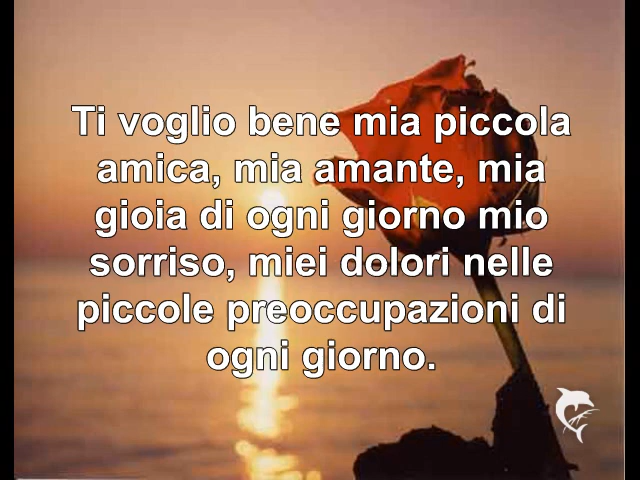 Ti voglio bene mia piccola
amica, mia amante, mia
gioia di ogni giorno mio
sorriso, miei dolori nelle
piccole preoccupazioni di
ogni giorno.